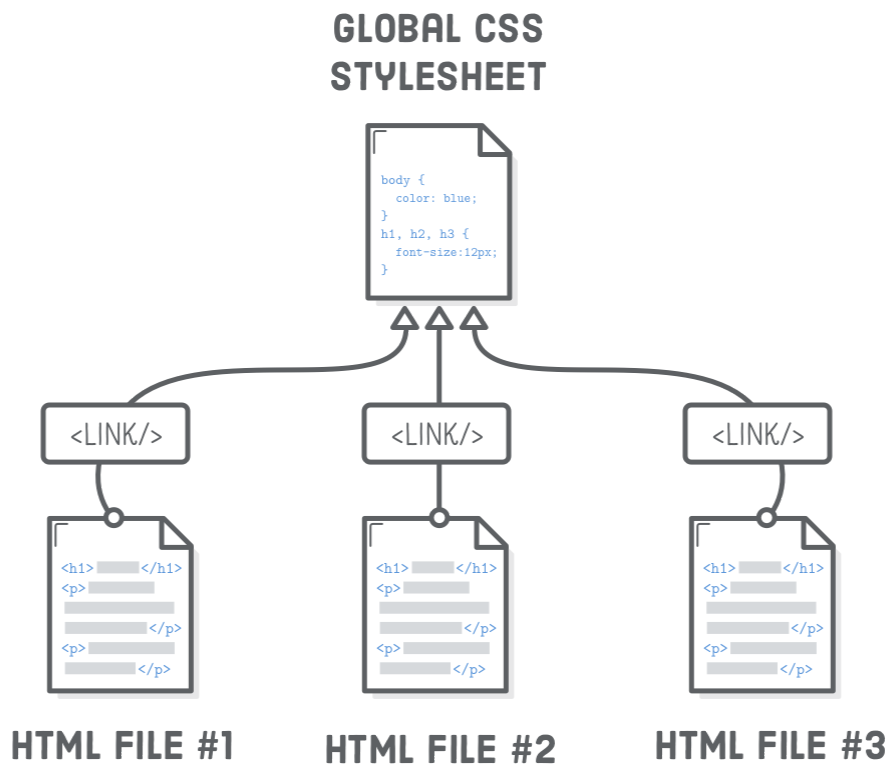 GLOBAL CSS
STYLESHEET
body {
  color: blue;
}
h1, h2, h3 {
  font-size:12px;
}
<LINK/>
<LINK/>
<LINK/>
<h1> </h1>
<p>
</p>
<p>
</p>
<h1> </h1>
<p>
</p>
<p>
</p>
<h1> </h1>
<p>
</p>
<p>
</p>
HTML FILE #1
HTML FILE #2
HTML FILE #3